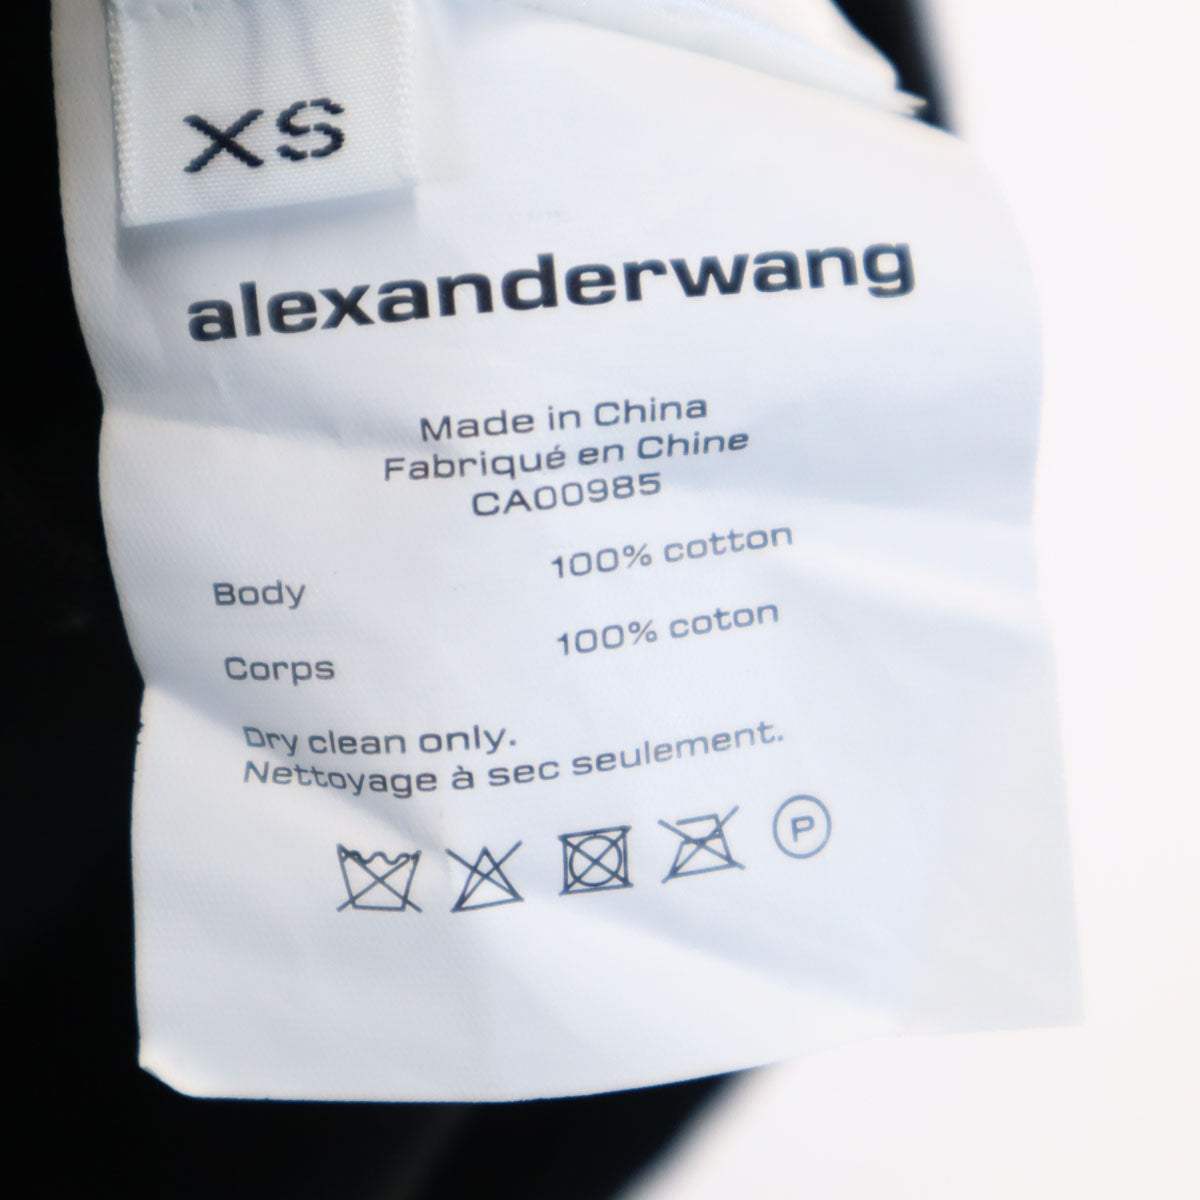 XS
alexanderwang
Made in China
Fabriqué en Chine
CA00985
Body 100% cotton
Corps 100% coton
Dry clean only.
Nettoyage à sec seulement.
P